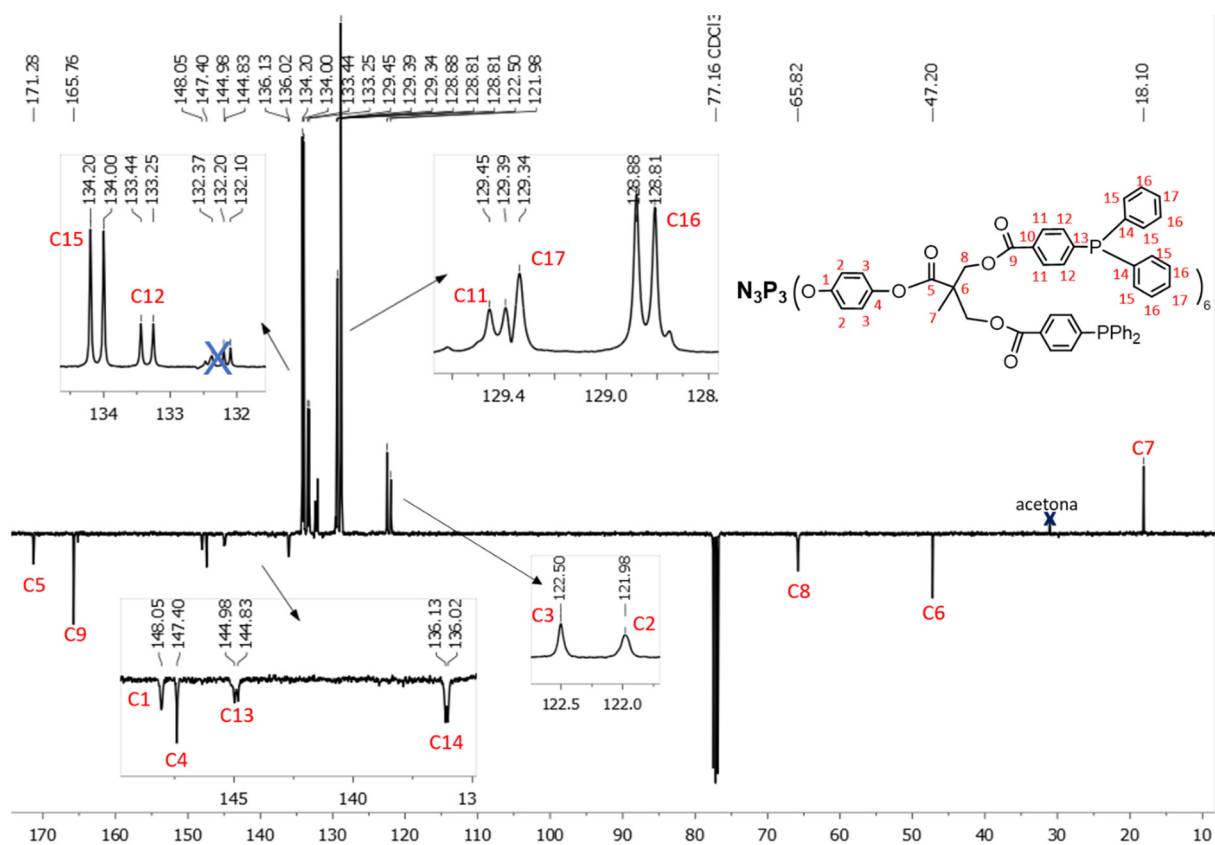 171.28
165.76
148.05
147.40
144.98
144.83
136.13
136.02
134.20
134.00
133.44
133.25
129.45
129.39
129.34
128.88
128.81
128.81
122.50
121.98
77.16 CDCl3
65.82
47.20
18.10
134.20
134.00
133.44
133.25
132.37
132.20
132.10
C15
C12
X
134 133 132
129.45
129.39
129.34
128.88
128.81
C11
C17
C16
129.4 129.0 128.
N3P3 ( O 1 2 2 3 3 4 O 5 O 6 7 8 O 9 O 10 11 11 12 12 13 P 14 14 15 15 15 15 16 16 16 16 17 17 ) 6
O
O
PPh2
C7
acetona
X
C5
C9
C8
C6
148.05
147.40
144.98
144.83
136.13
136.02
C1
C4
C13
C14
145 140 13
122.50
121.98
C3
C2
122.5 122.0
170 160 150 140 130 120 110 100 90 80 70 60 50 40 30 20 10